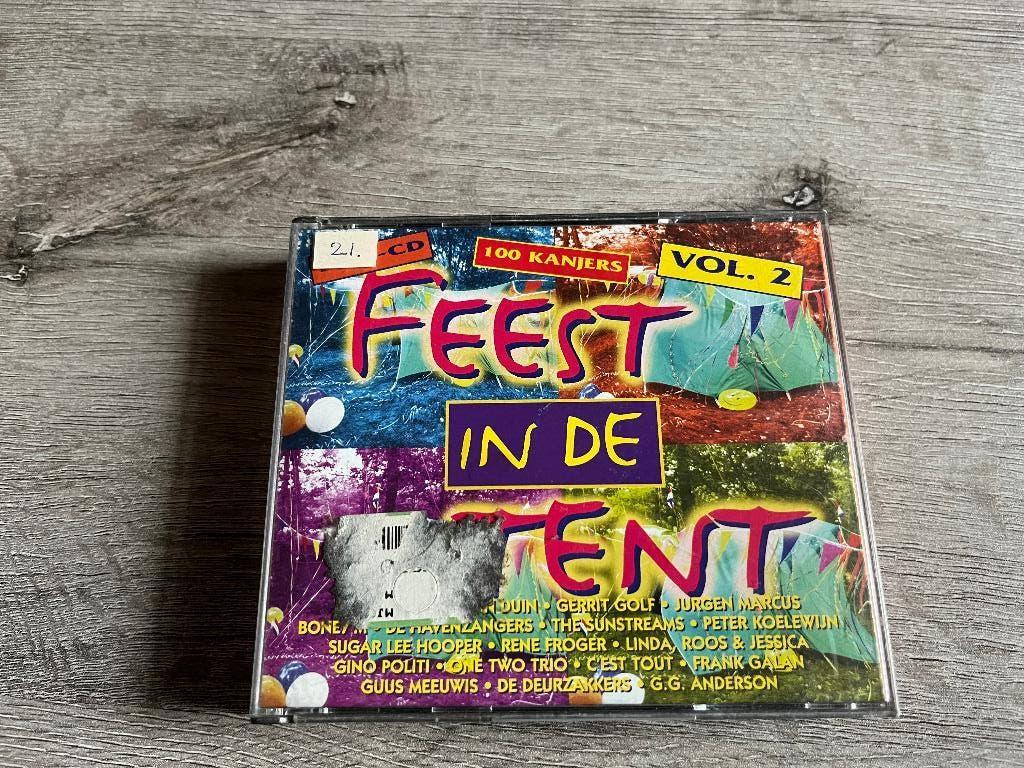 21.
-CD
100 KANJERS
VOL. 2
FEEST
IN DE
TENT
DUIN • GERRIT GOLF • JURGEN MARCUS
BONEY M • DE HAVENZANGERS • THE SUNSTREAMS • PETER KOELEWIJN
SUGAR LEE HOOPER • RENE FROGER • LINDA, ROOS & JESSICA
GINO POLITI • ONE TWO TRIO • C'EST TOUT • FRANK GALAN
GUUS MEEUWIS • DE DEURZAKKERS • G.G. ANDERSON